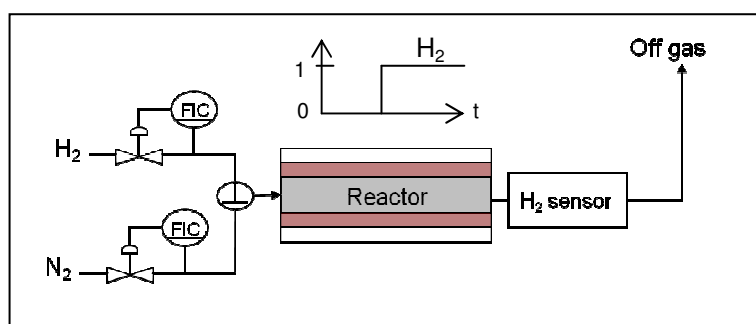 H₂
Off gas
1
0
t
FIC
H₂
Reactor
H₂ sensor
FIC
N₂